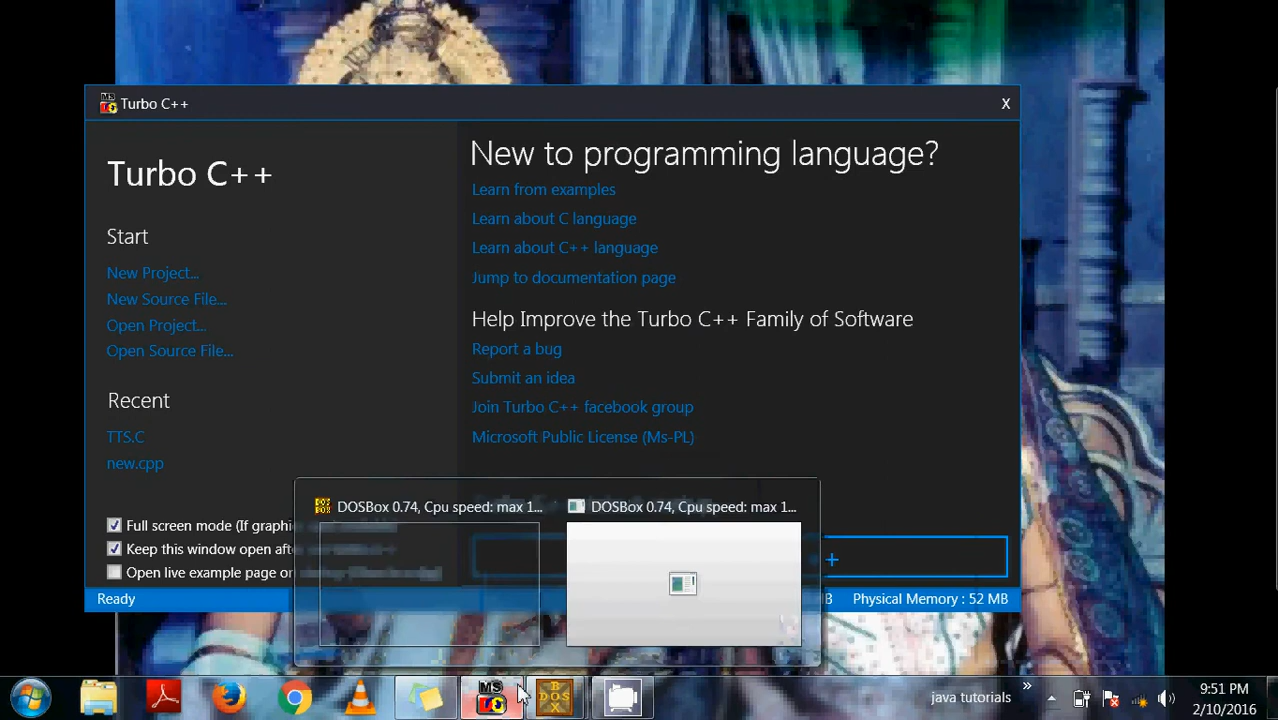 Turbo C++
X
Turbo C++
Start
New Project...
New Source File...
Open Project...
Open Source File...
Recent
TTS.C
new.cpp
Full screen mode (If graphi
Keep this window open afte
Open live example page on
Ready
New to programming language?
Learn from examples
Learn about C language
Learn about C++ language
Jump to documentation page
Help Improve the Turbo C++ Family of Software
Report a bug
Submit an idea
Join Turbo C++ facebook group
Microsoft Public License (Ms-PL)
+
Physical Memory : 52 MB
DOSBox 0.74, Cpu speed: max 1...
DOSBox 0.74, Cpu speed: max 1...
MS
java tutorials
»
9:51 PM
2/10/2016